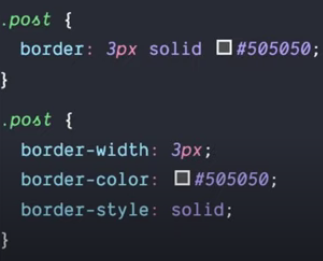 .post {
border: 3px solid #505050;
}
.post {
border-width: 3px;
border-color: #505050;
border-style: solid;
}